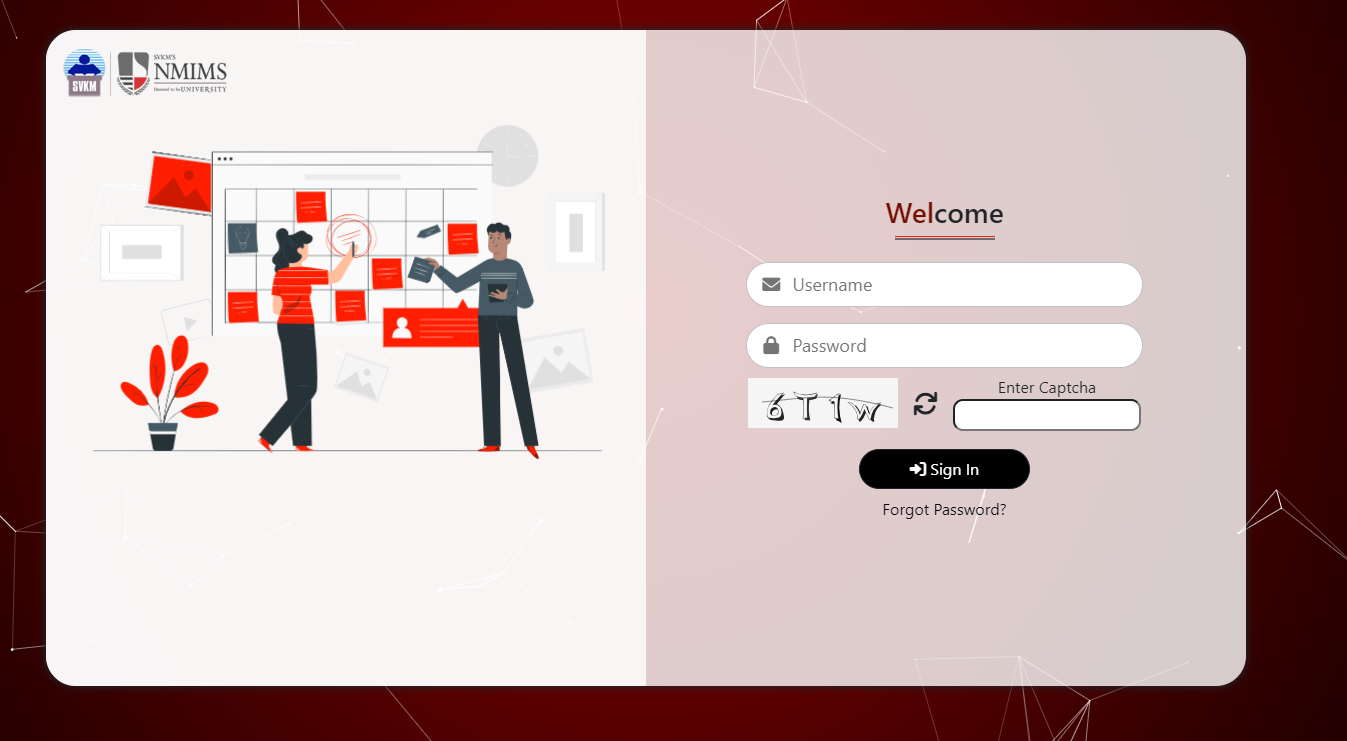 SVKM
SVKM'S
NMIMS
Deemed to be UNIVERSITY
Welcome
Username
Password
6T1W
Enter Captcha
Sign In
Forgot Password?